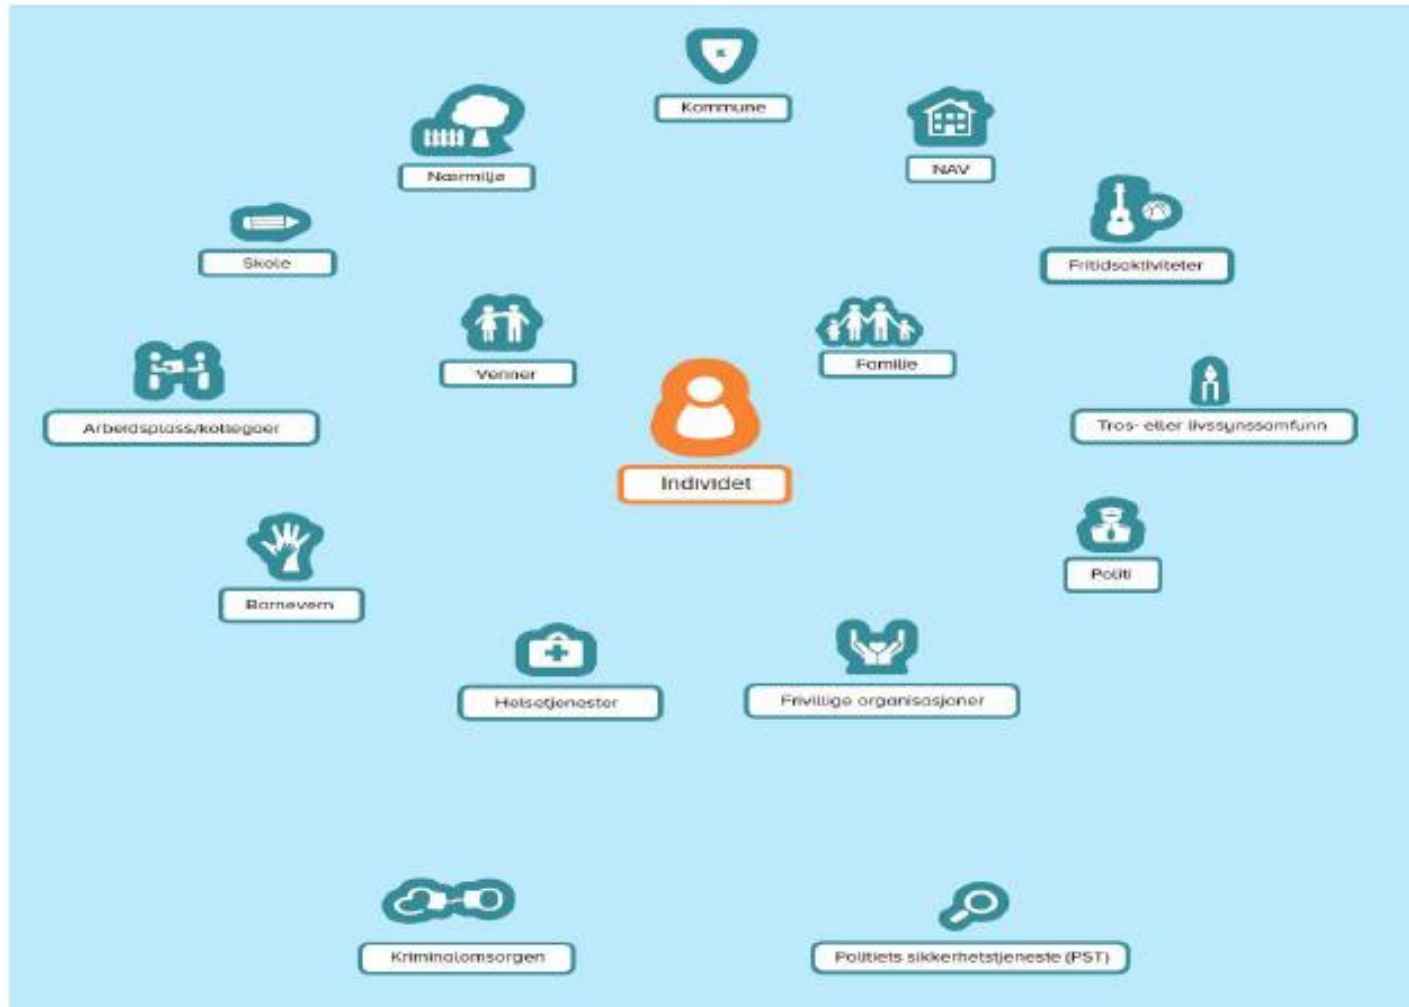 Kommune
Nærmiljø
NAV
Skole
Fritidsaktiviteter
Venner
Familie
Arbeidsplass/kollegaer
Tros- eller livssynssamfunn
Individet
Barnevern
Politi
Helsetjenester
Frivillige organisasjoner
Kriminalomsorgen
Politiets sikkerhetstjeneste (PST)